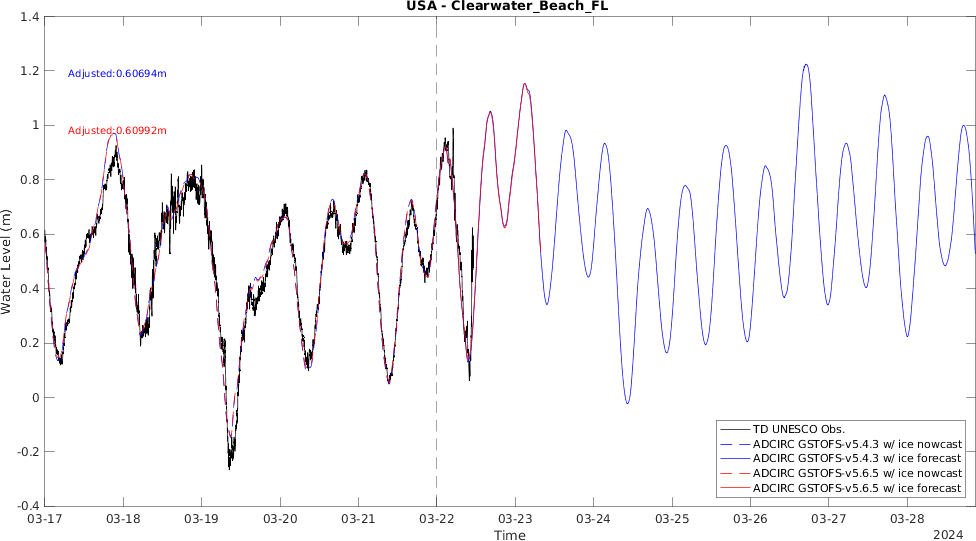 USA - Clearwater_Beach_FL
1.4
1.2
1
0.8
0.6
0.4
0.2
0
-0.2
-0.4
Water Level (m)
Adjusted:0.60694m
Adjusted:0.60992m
TD UNESCO Obs.
ADCIRC GSTOFS-v5.4.3 w/ ice nowcast
ADCIRC GSTOFS-v5.4.3 w/ ice forecast
ADCIRC GSTOFS-v5.6.5 w/ ice nowcast
ADCIRC GSTOFS-v5.6.5 w/ ice forecast
03-17 03-18 03-19 03-20 03-21 03-22 03-23 03-24 03-25 03-26 03-27 03-28
Time
2024